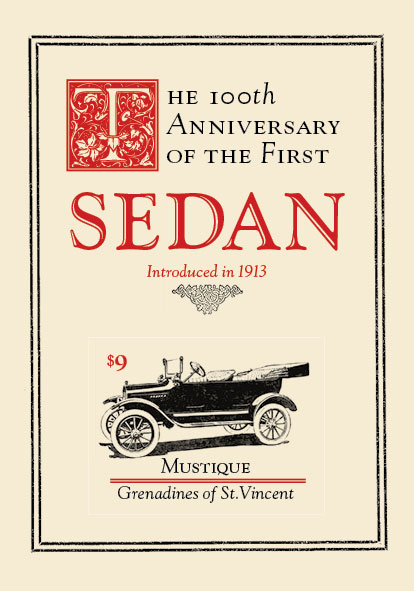 THE 100th
ANNIVERSARY
OF THE FIRST
SEDAN
Introduced in 1913
$9
MUSTIQUE
Grenadines of St.Vincent